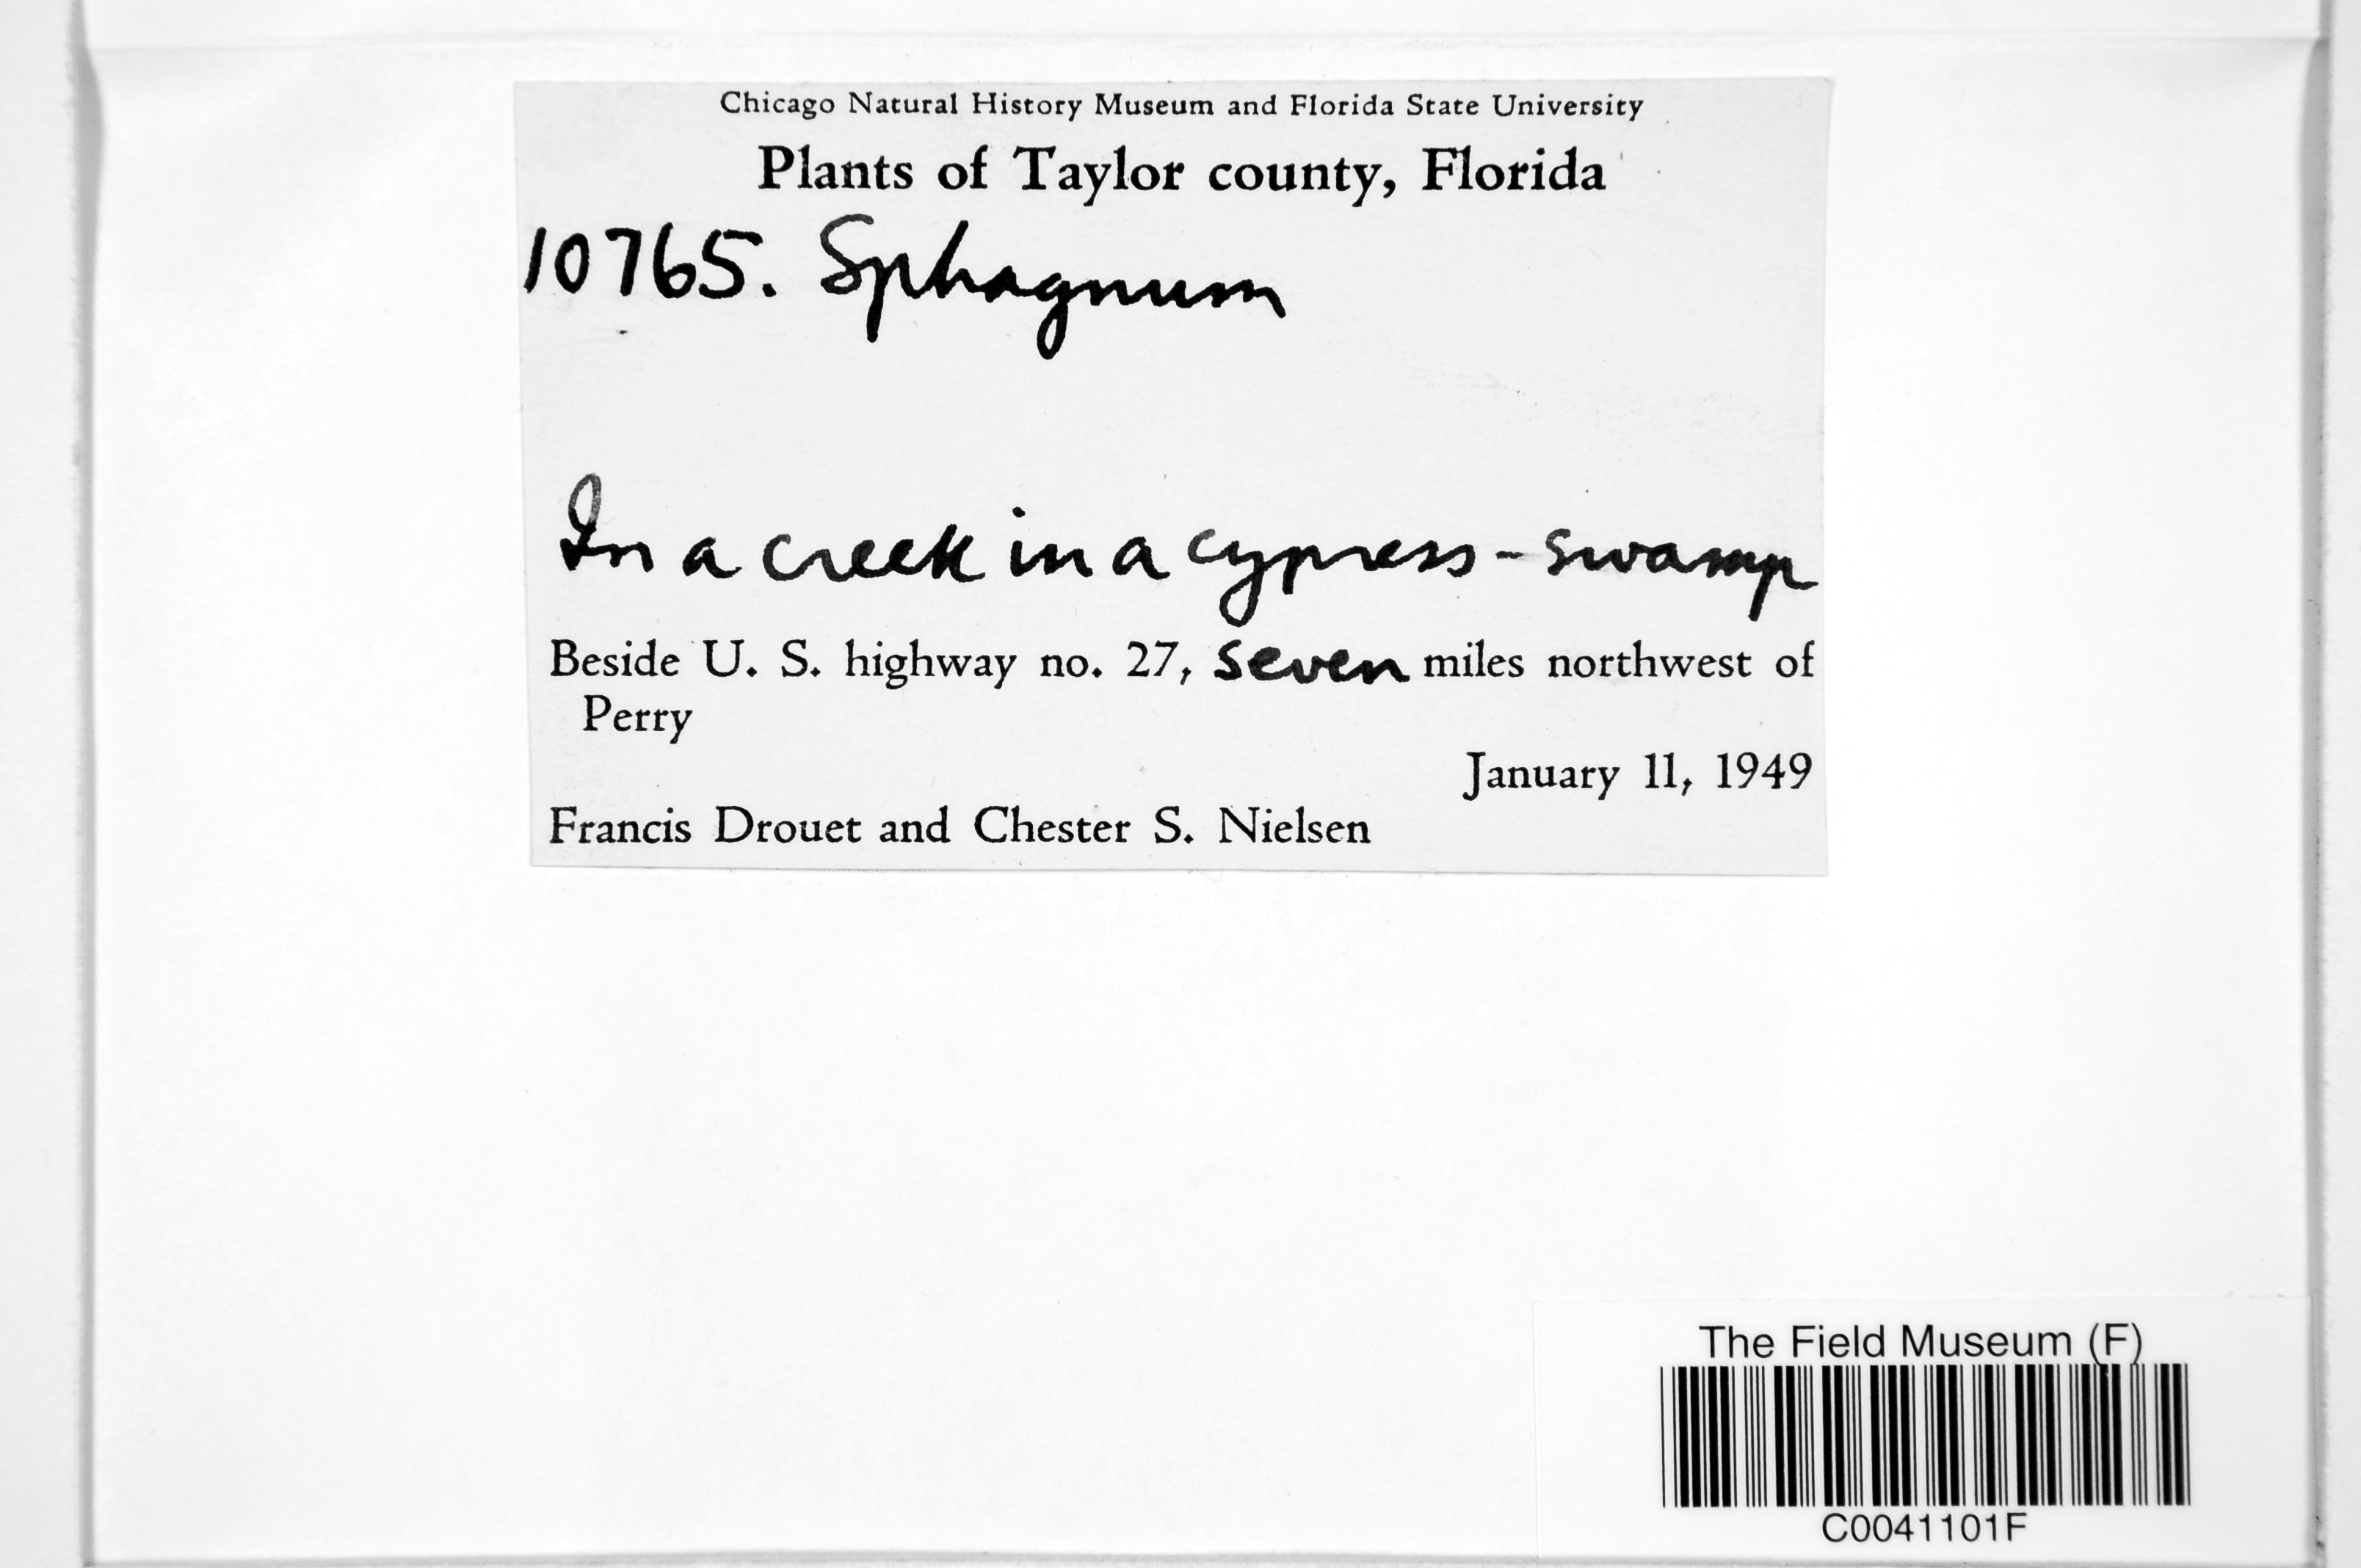 Chicago Natural History Museum and Florida State University
Plants of Taylor county, Florida
10765. Sphagnum
In a creek in a cypress-swamp
Beside U. S. highway no. 27, seven miles northwest of
Perry
January 11, 1949
Francis Drouet and Chester S. Nielsen
The Field Museum (F)
C0041101F